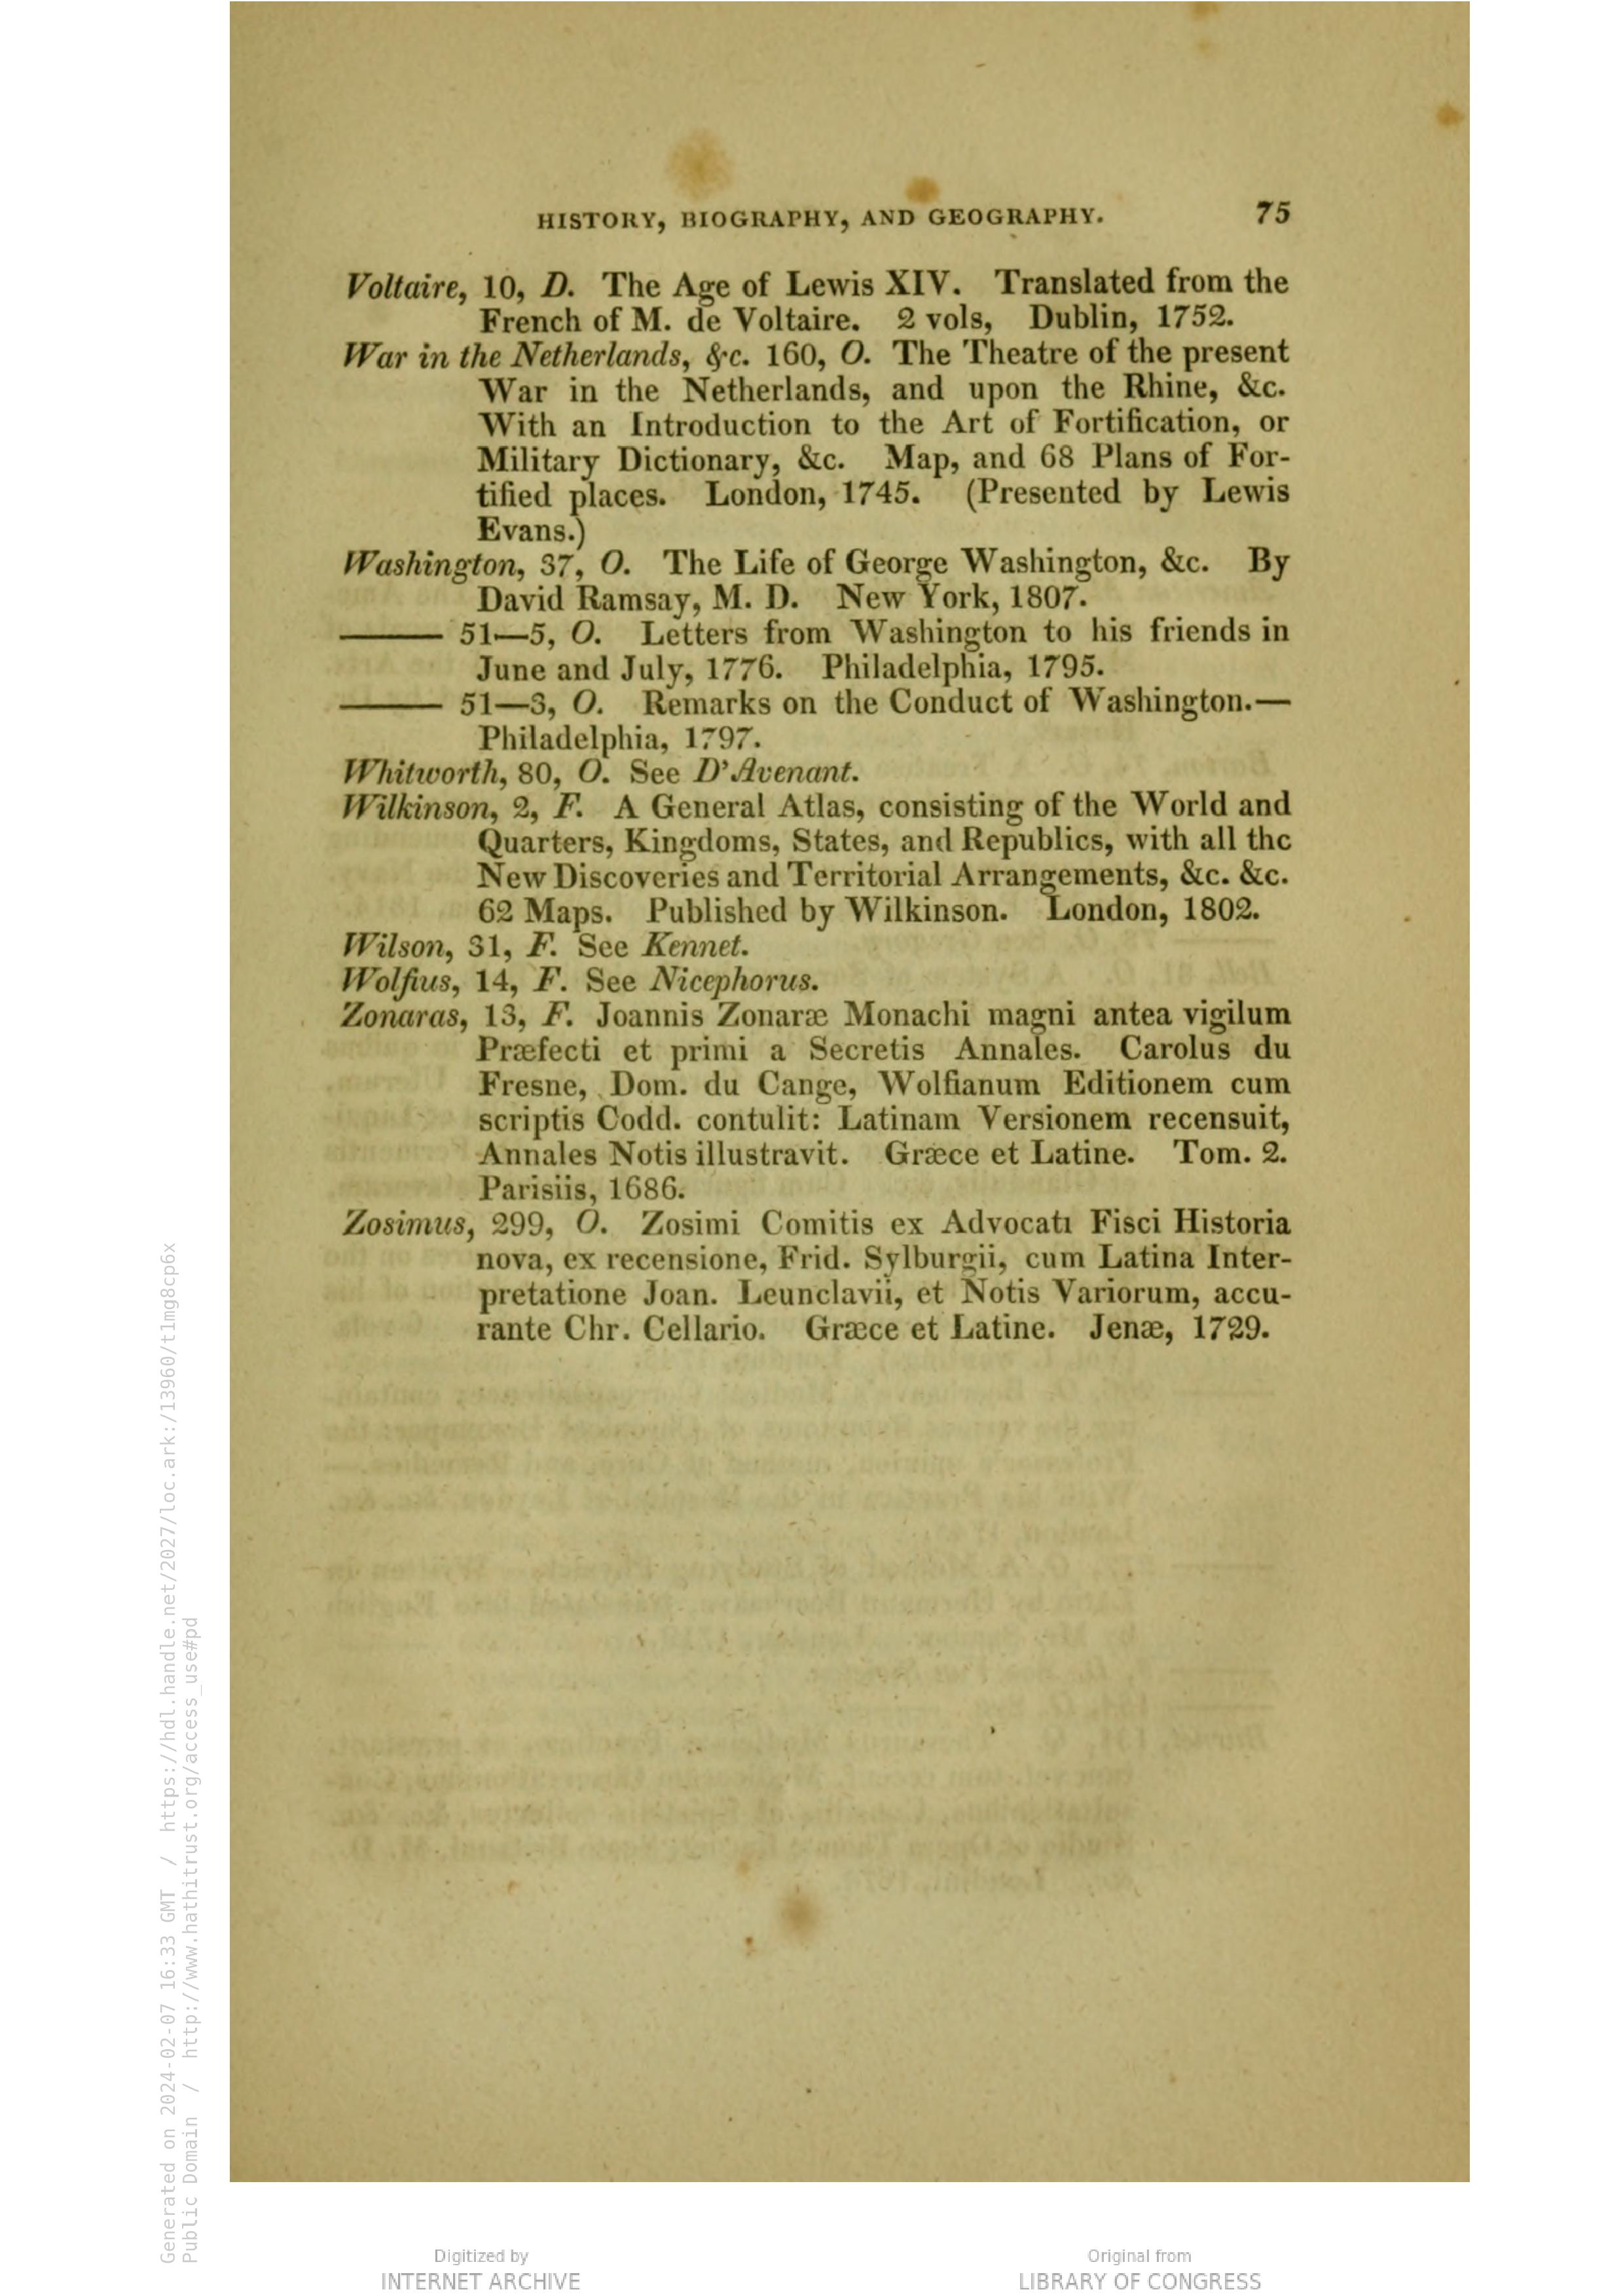 HISTORY, BIOGRAPHY, AND GEOGRAPHY. 75
Voltaire, 10, D. The Age of Lewis XIV. Translated from the
French of M. de Voltaire. 2 vols, Dublin, 1752.
War in the Netherlands, &c. 160, O. The Theatre of the present
War in the Netherlands, and upon the Rhine, &c.
With an Introduction to the Art of Fortification, or
Military Dictionary, &c. Map, and 68 Plans of For-
tified places. London, 1745. (Presented by Lewis
Evans.)
Washington, 37, O. The Life of George Washington, &c. By
David Ramsay, M. D. New York, 1807.
——— 51—5, O. Letters from Washington to his friends in
June and July, 1776. Philadelphia, 1795.
——— 51—3, O. Remarks on the Conduct of Washington.—
Philadelphia, 1797.
Whitworth, 80, O. See D'Avenant.
Wilkinson, 2, F. A General Atlas, consisting of the World and
Quarters, Kingdoms, States, and Republics, with all the
New Discoveries and Territorial Arrangements, &c. &c.
62 Maps. Published by Wilkinson. London, 1802.
Wilson, 31, F. See Kennet.
Wolfius, 14, F. See Nicephorus.
Zonaras, 13, F. Joannis Zonaræ Monachi magni antea vigilum
Præfecti et primi a Secretis Annales. Carolus du
Fresne, Dom. du Cange, Wolfianum Editionem cum
scriptis Codd. contulit: Latinam Versionem recensuit,
Annales Notis illustravit. Græce et Latine. Tom. 2.
Parisiis, 1686.
Zosimus, 299, O. Zosimi Comitis ex Advocati Fisci Historia
nova, ex recensione, Frid. Sylburgii, cum Latina Inter-
pretatione Joan. Leunclavii, et Notis Variorum, accu-
rante Chr. Cellario. Græce et Latine. Jenæ, 1729.
Generated on 2024-02-07 16:33 GMT / https://hdl.handle.net/2027/loc.ark:/13960/t1mg8cp6x
Public Domain / http://www.hathitrust.org/access_use#pd
Digitized by
INTERNET ARCHIVE
Original from
LIBRARY OF CONGRESS